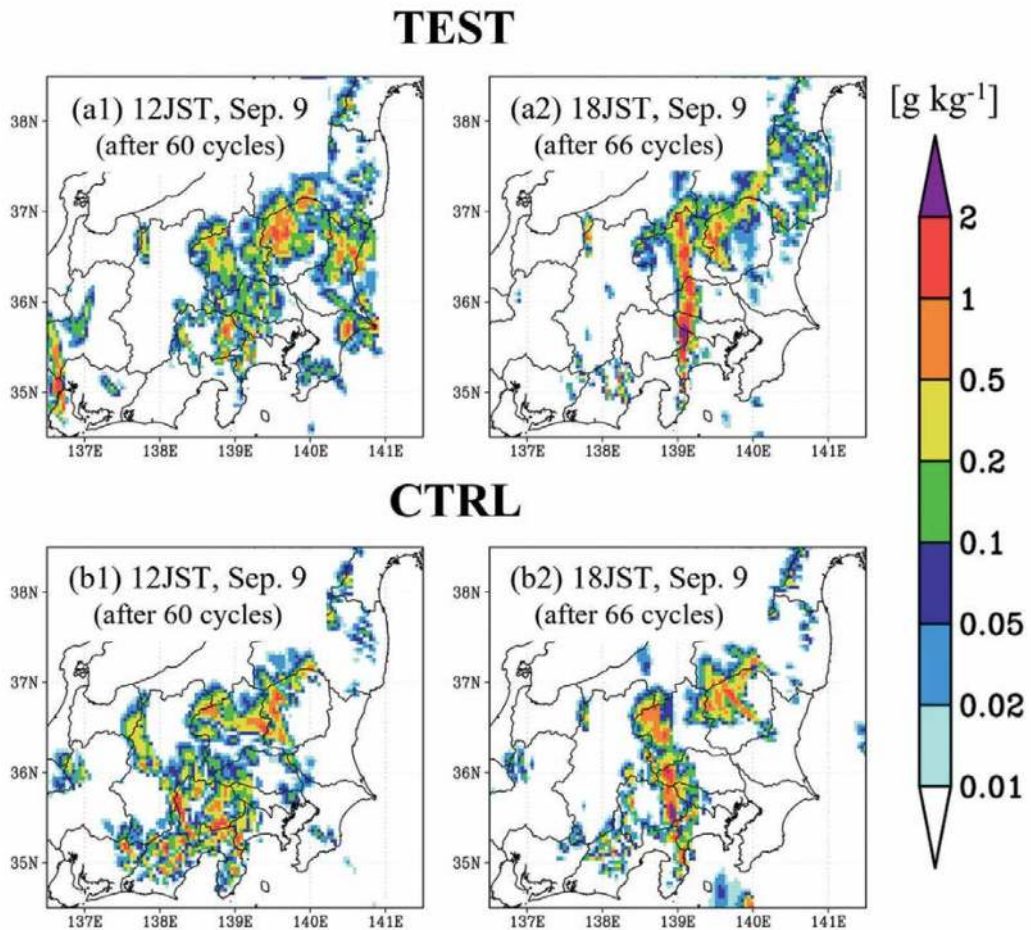 TEST
(a1) 12JST, Sep. 9
(after 60 cycles)
38N
37N
36N
35N
137E 138E 139E 140E 141E
(a2) 18JST, Sep. 9
(after 66 cycles)
38N
37N
36N
35N
137E 138E 139E 140E 141E
CTRL
(b1) 12JST, Sep. 9
(after 60 cycles)
38N
37N
36N
35N
137E 138E 139E 140E 141E
(b2) 18JST, Sep. 9
(after 66 cycles)
38N
37N
36N
35N
137E 138E 139E 140E 141E
[g kg⁻¹]
2
1
0.5
0.2
0.1
0.05
0.02
0.01